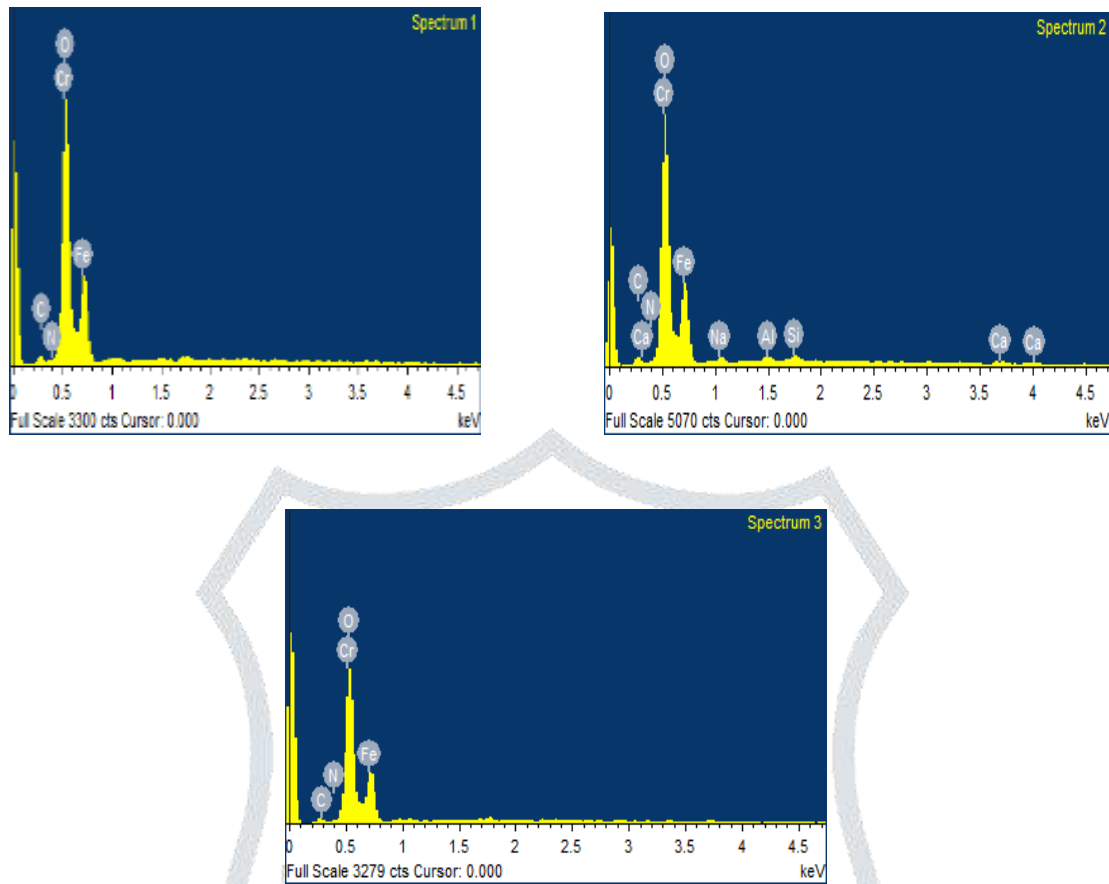 Spectrum 1
O
Cr
Fe
C
N
0 0.5 1 1.5 2 2.5 3 3.5 4 4.5
Full Scale 3300 cts Cursor: 0.000 keV
Spectrum 2
O
Cr
Fe
C
N
Ca Na Al Si Ca Ca
0 0.5 1 1.5 2 2.5 3 3.5 4 4.5
Full Scale 5070 cts Cursor: 0.000 keV
Spectrum 3
O
Cr
Fe
N
C
0 0.5 1 1.5 2 2.5 3 3.5 4 4.5
Full Scale 3279 cts Cursor: 0.000 keV